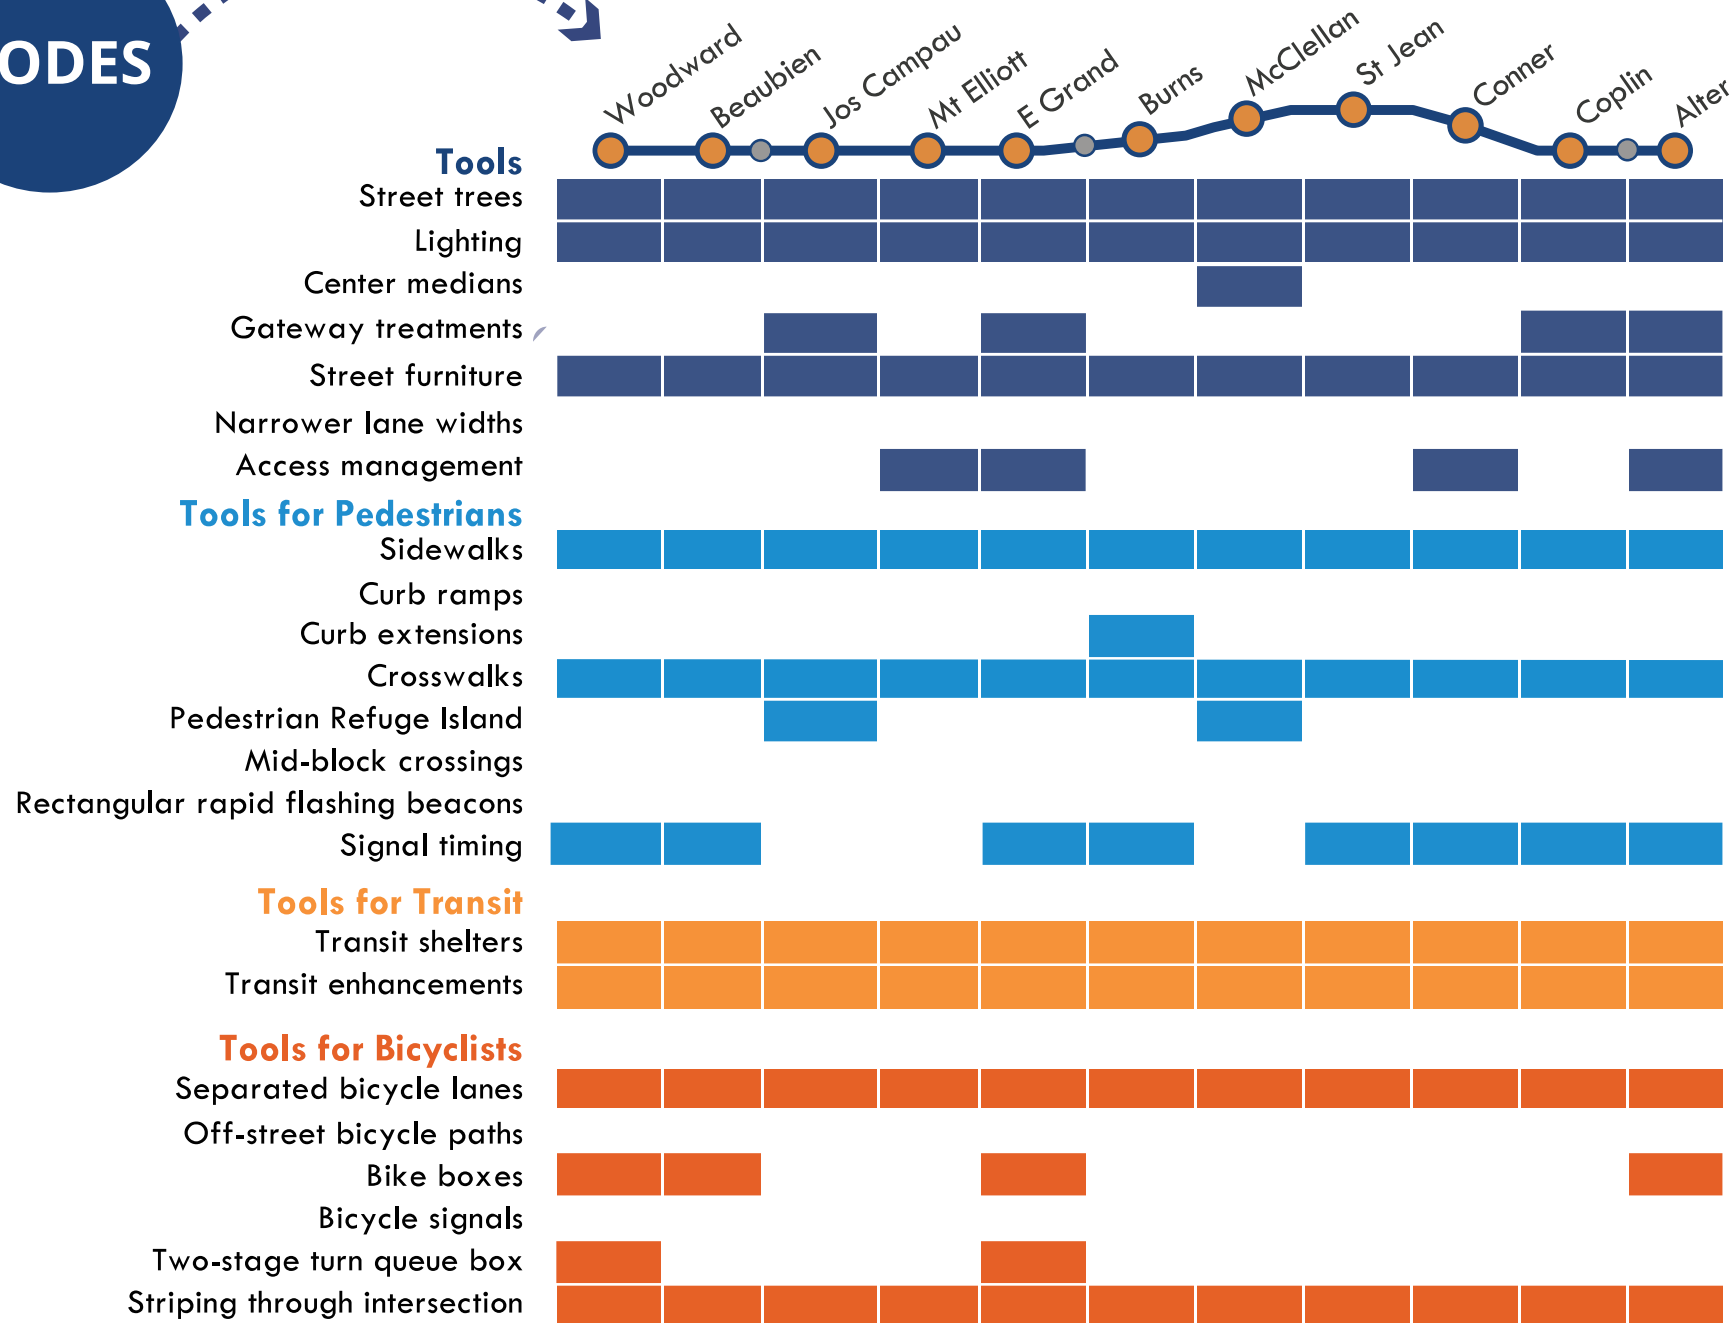 ODES
Woodward
Beaubien
Jos Campau
Mt Elliott
E Grand
Burns
McClellan
St Jean
Conner
Coplin
Alter
Tools
Street trees
Lighting
Center medians
Gateway treatments
Street furniture
Narrower lane widths
Access management
Tools for Pedestrians
Sidewalks
Curb ramps
Curb extensions
Crosswalks
Pedestrian Refuge Island
Mid-block crossings
Rectangular rapid flashing beacons
Signal timing
Tools for Transit
Transit shelters
Transit enhancements
Tools for Bicyclists
Separated bicycle lanes
Off-street bicycle paths
Bike boxes
Bicycle signals
Two-stage turn queue box
Striping through intersection